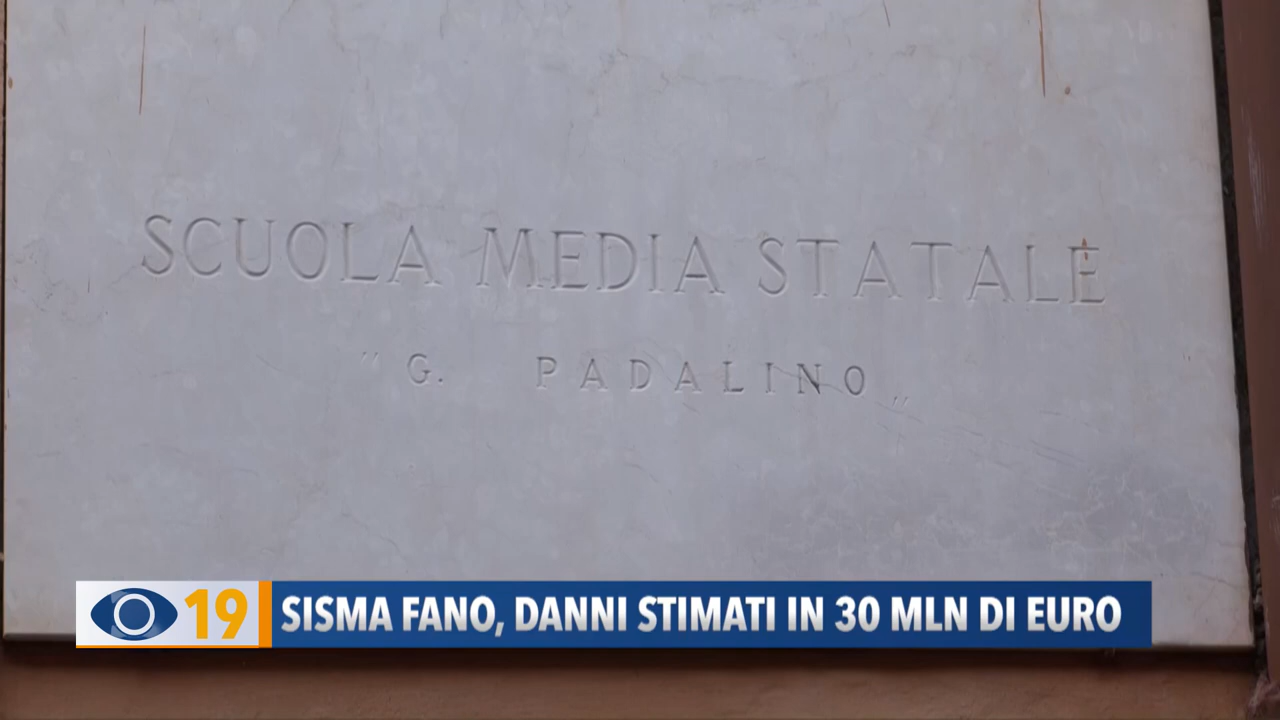 SCUOLA MEDIA STATALE
"G. PADALINO"
19 SISMA FANO, DANNI STIMATI IN 30 MLN DI EURO